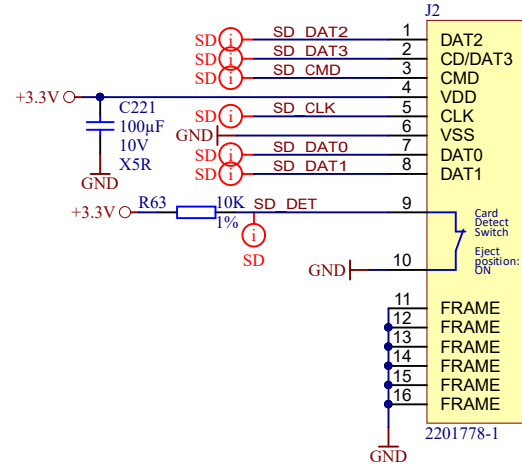 J2
SD i SD_DAT2 1 DAT2
SD i SD_DAT3 2 CD/DAT3
SD i SD_CMD 3 CMD
+3.3V 4 VDD
C221
100µF
10V
X5R
GND
SD i SD_CLK 5 CLK
GND 6 VSS
SD i SD_DAT0 7 DAT0
SD i SD_DAT1 8 DAT1
+3.3V R63 10K SD_DET 9
1%
i
SD
Card
Detect
Switch
Eject
position:
ON
GND 10
11 FRAME
12 FRAME
13 FRAME
14 FRAME
15 FRAME
16 FRAME
2201778-1
GND